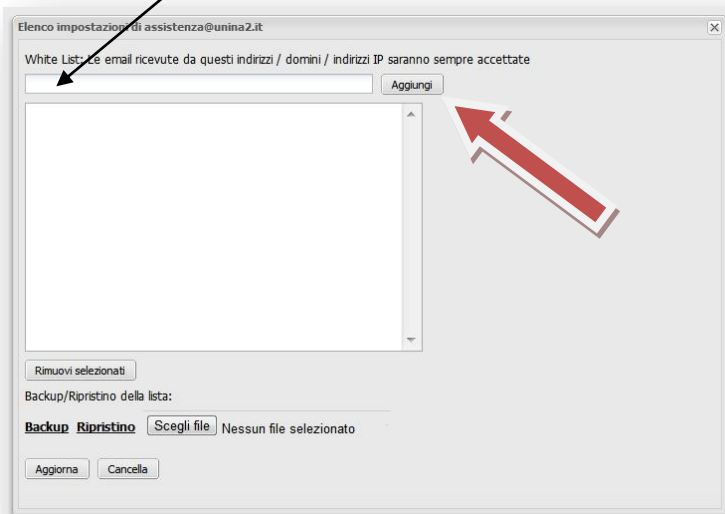 Elenco impostazioni di assistenza@unina2.it
White List: Le email ricevute da questi indirizzi / domini / indirizzi IP saranno sempre accettate
Aggiungi
Rimuovi selezionati
Backup/Ripristino della lista:
Backup Ripristino Scegli file Nessun file selezionato
Aggiorna Cancella